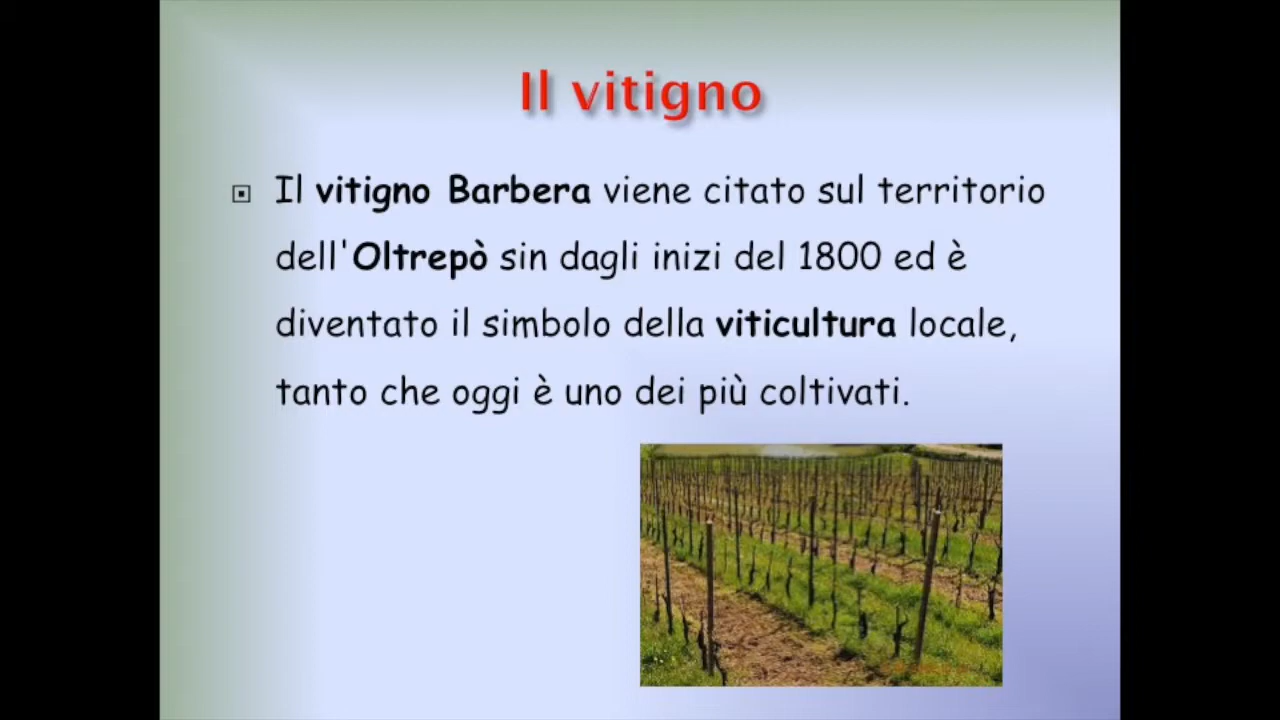 Il vitigno
Il vitigno Barbera viene citato sul territorio
dell'Oltrepò sin dagli inizi del 1800 ed è
diventato il simbolo della viticultura locale,
tanto che oggi è uno dei più coltivati.